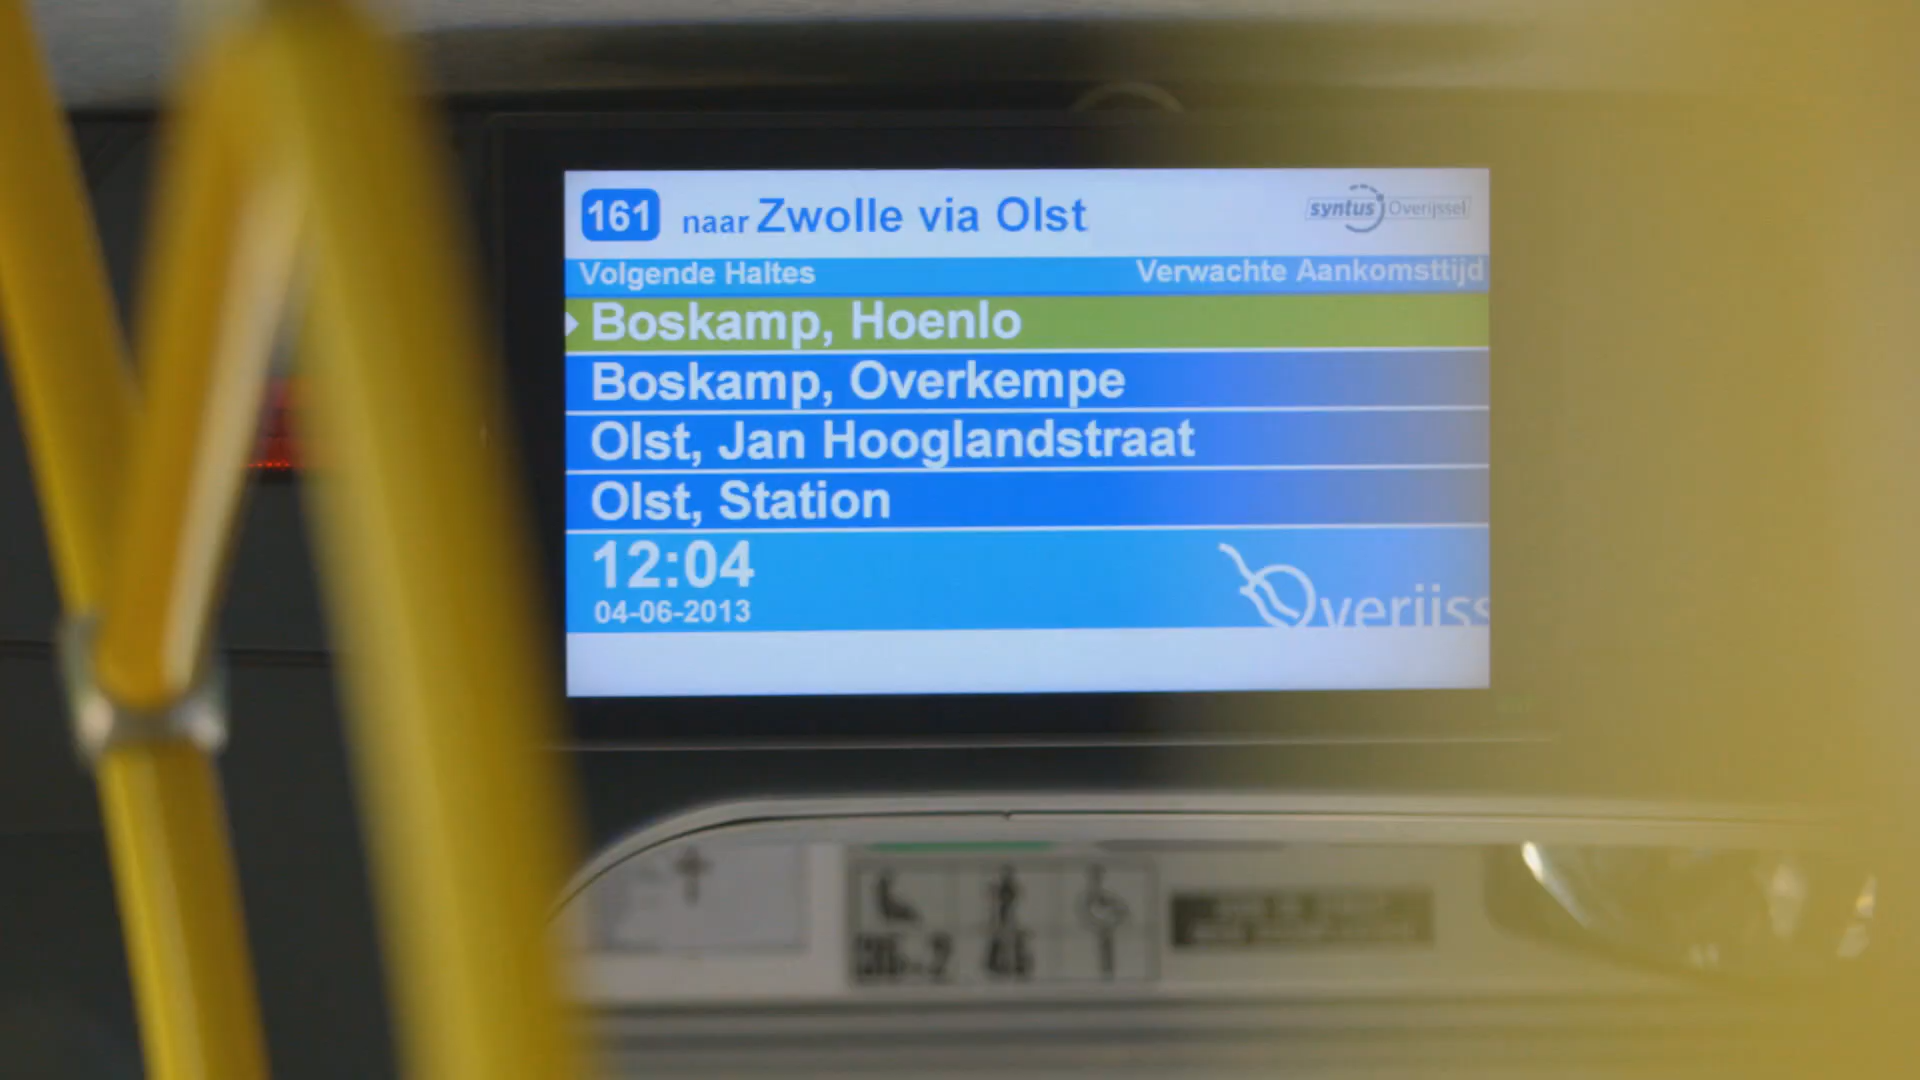 161 naar Zwolle via Olst
syntus Overijssel
Volgende Haltes
Verwachte Aankomsttijd
Boskamp, Hoenlo
Boskamp, Overkempe
Olst, Jan Hooglandstraat
Olst, Station
12:04
04-06-2013
Overijss